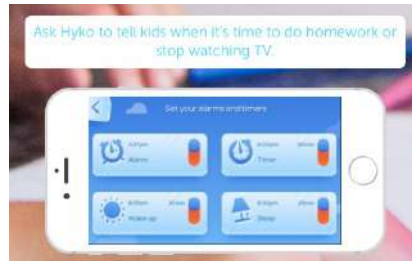 Ask Hyko to tell kids when it's time to do homework or
stop watching TV.
Set your alarms and timers
Alarm
Timer
Wake up
Sleep